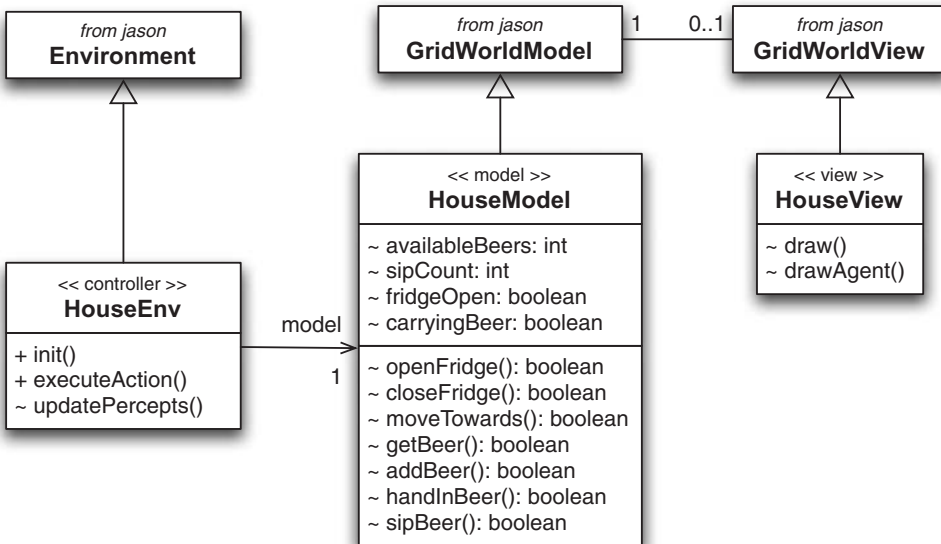 from jason
Environment
from jason
GridWorldModel
1
0..1
from jason
GridWorldView
<< controller >>
HouseEnv
+ init()
+ executeAction()
~ updatePercepts()
model
1
<< model >>
HouseModel
~ availableBeers: int
~ sipCount: int
~ fridgeOpen: boolean
~ carryingBeer: boolean
~ openFridge(): boolean
~ closeFridge(): boolean
~ moveTowards(): boolean
~ getBeer(): boolean
~ addBeer(): boolean
~ handInBeer(): boolean
~ sipBeer(): boolean
<< view >>
HouseView
~ draw()
~ drawAgent()